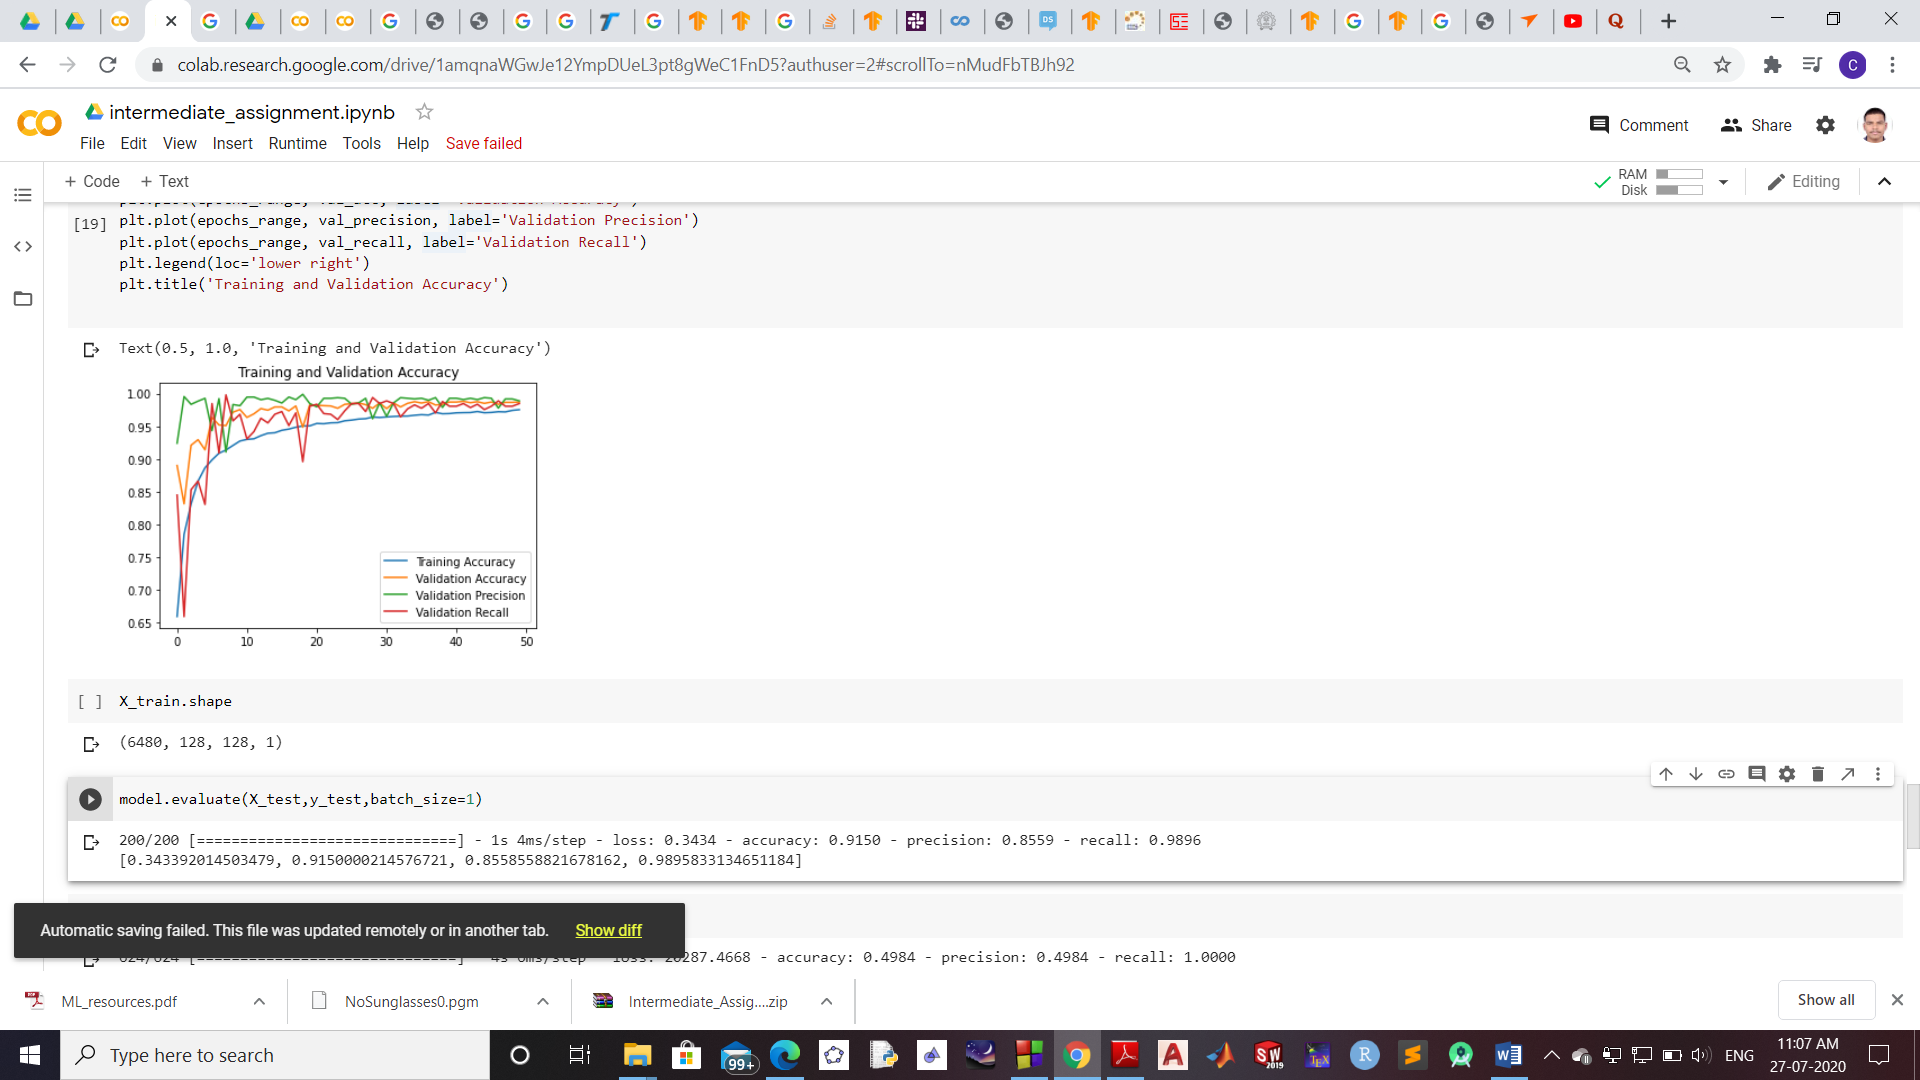 colab.research.google.com/drive/1amqnaWGwJe12YmpDUeL3pt8gWeC1FnD5?authuser=2#scrollTo=nMudFbTBJh92
C
intermediate_assignment.ipynb
Comment
Share
File Edit View Insert Runtime Tools Help Save failed
+ Code + Text
RAM
Disk
Editing
[19] plt.plot(epochs_range, val_precision, label='Validation Precision')
plt.plot(epochs_range, val_recall, label='Validation Recall')
plt.legend(loc='lower right')
plt.title('Training and Validation Accuracy')
Text(0.5, 1.0, 'Training and Validation Accuracy')
Training and Validation Accuracy
1.00
0.95
0.90
0.85
0.80
0.75
0.70
0.65
Training Accuracy
Validation Accuracy
Validation Precision
Validation Recall
0 10 20 30 40 50
[ ] X_train.shape
(6480, 128, 128, 1)
model.evaluate(X_test,y_test,batch_size=1)
200/200 [==============================] - 1s 4ms/step - loss: 0.3434 - accuracy: 0.9150 - precision: 0.8559 - recall: 0.9896
[0.343392014503479, 0.9150000214576721, 0.8558558821678162, 0.9895833134651184]
Automatic saving failed. This file was updated remotely or in another tab. Show diff
- accuracy: 0.4984 - precision: 0.4984 - recall: 1.0000
ML_resources.pdf
NoSunglasses0.pgm
Intermediate_Assig....zip
Show all
Type here to search
99+
ENG
11:07 AM
27-07-2020